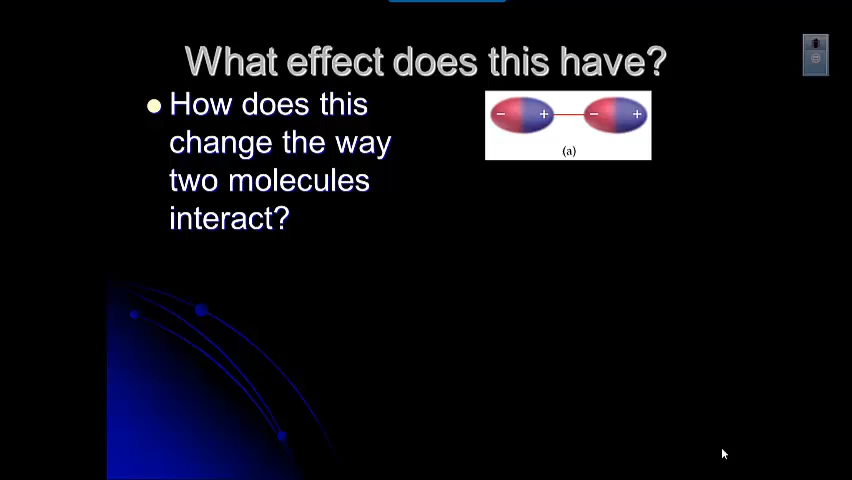 What effect does this have?
How does this
change the way
two molecules
interact?
− + − +
(a)